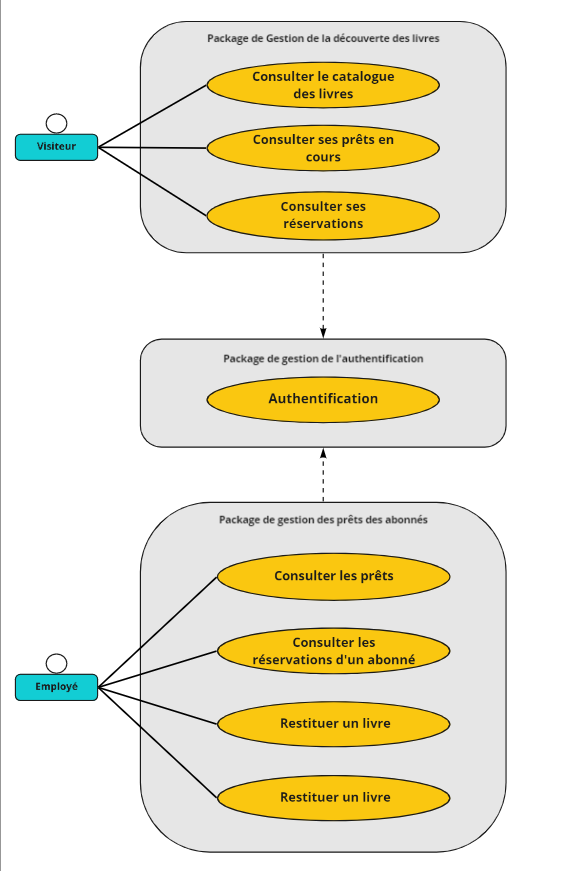 Package de Gestion de la découverte des livres
Consulter le catalogue
des livres
Visiteur
Consulter ses prêts en
cours
Consulter ses
réservations
Package de gestion de l'authentification
Authentification
Package de gestion des prêts des abonnés
Consulter les prêts
Consulter les
réservations d'un abonné
Employé
Restituer un livre
Restituer un livre